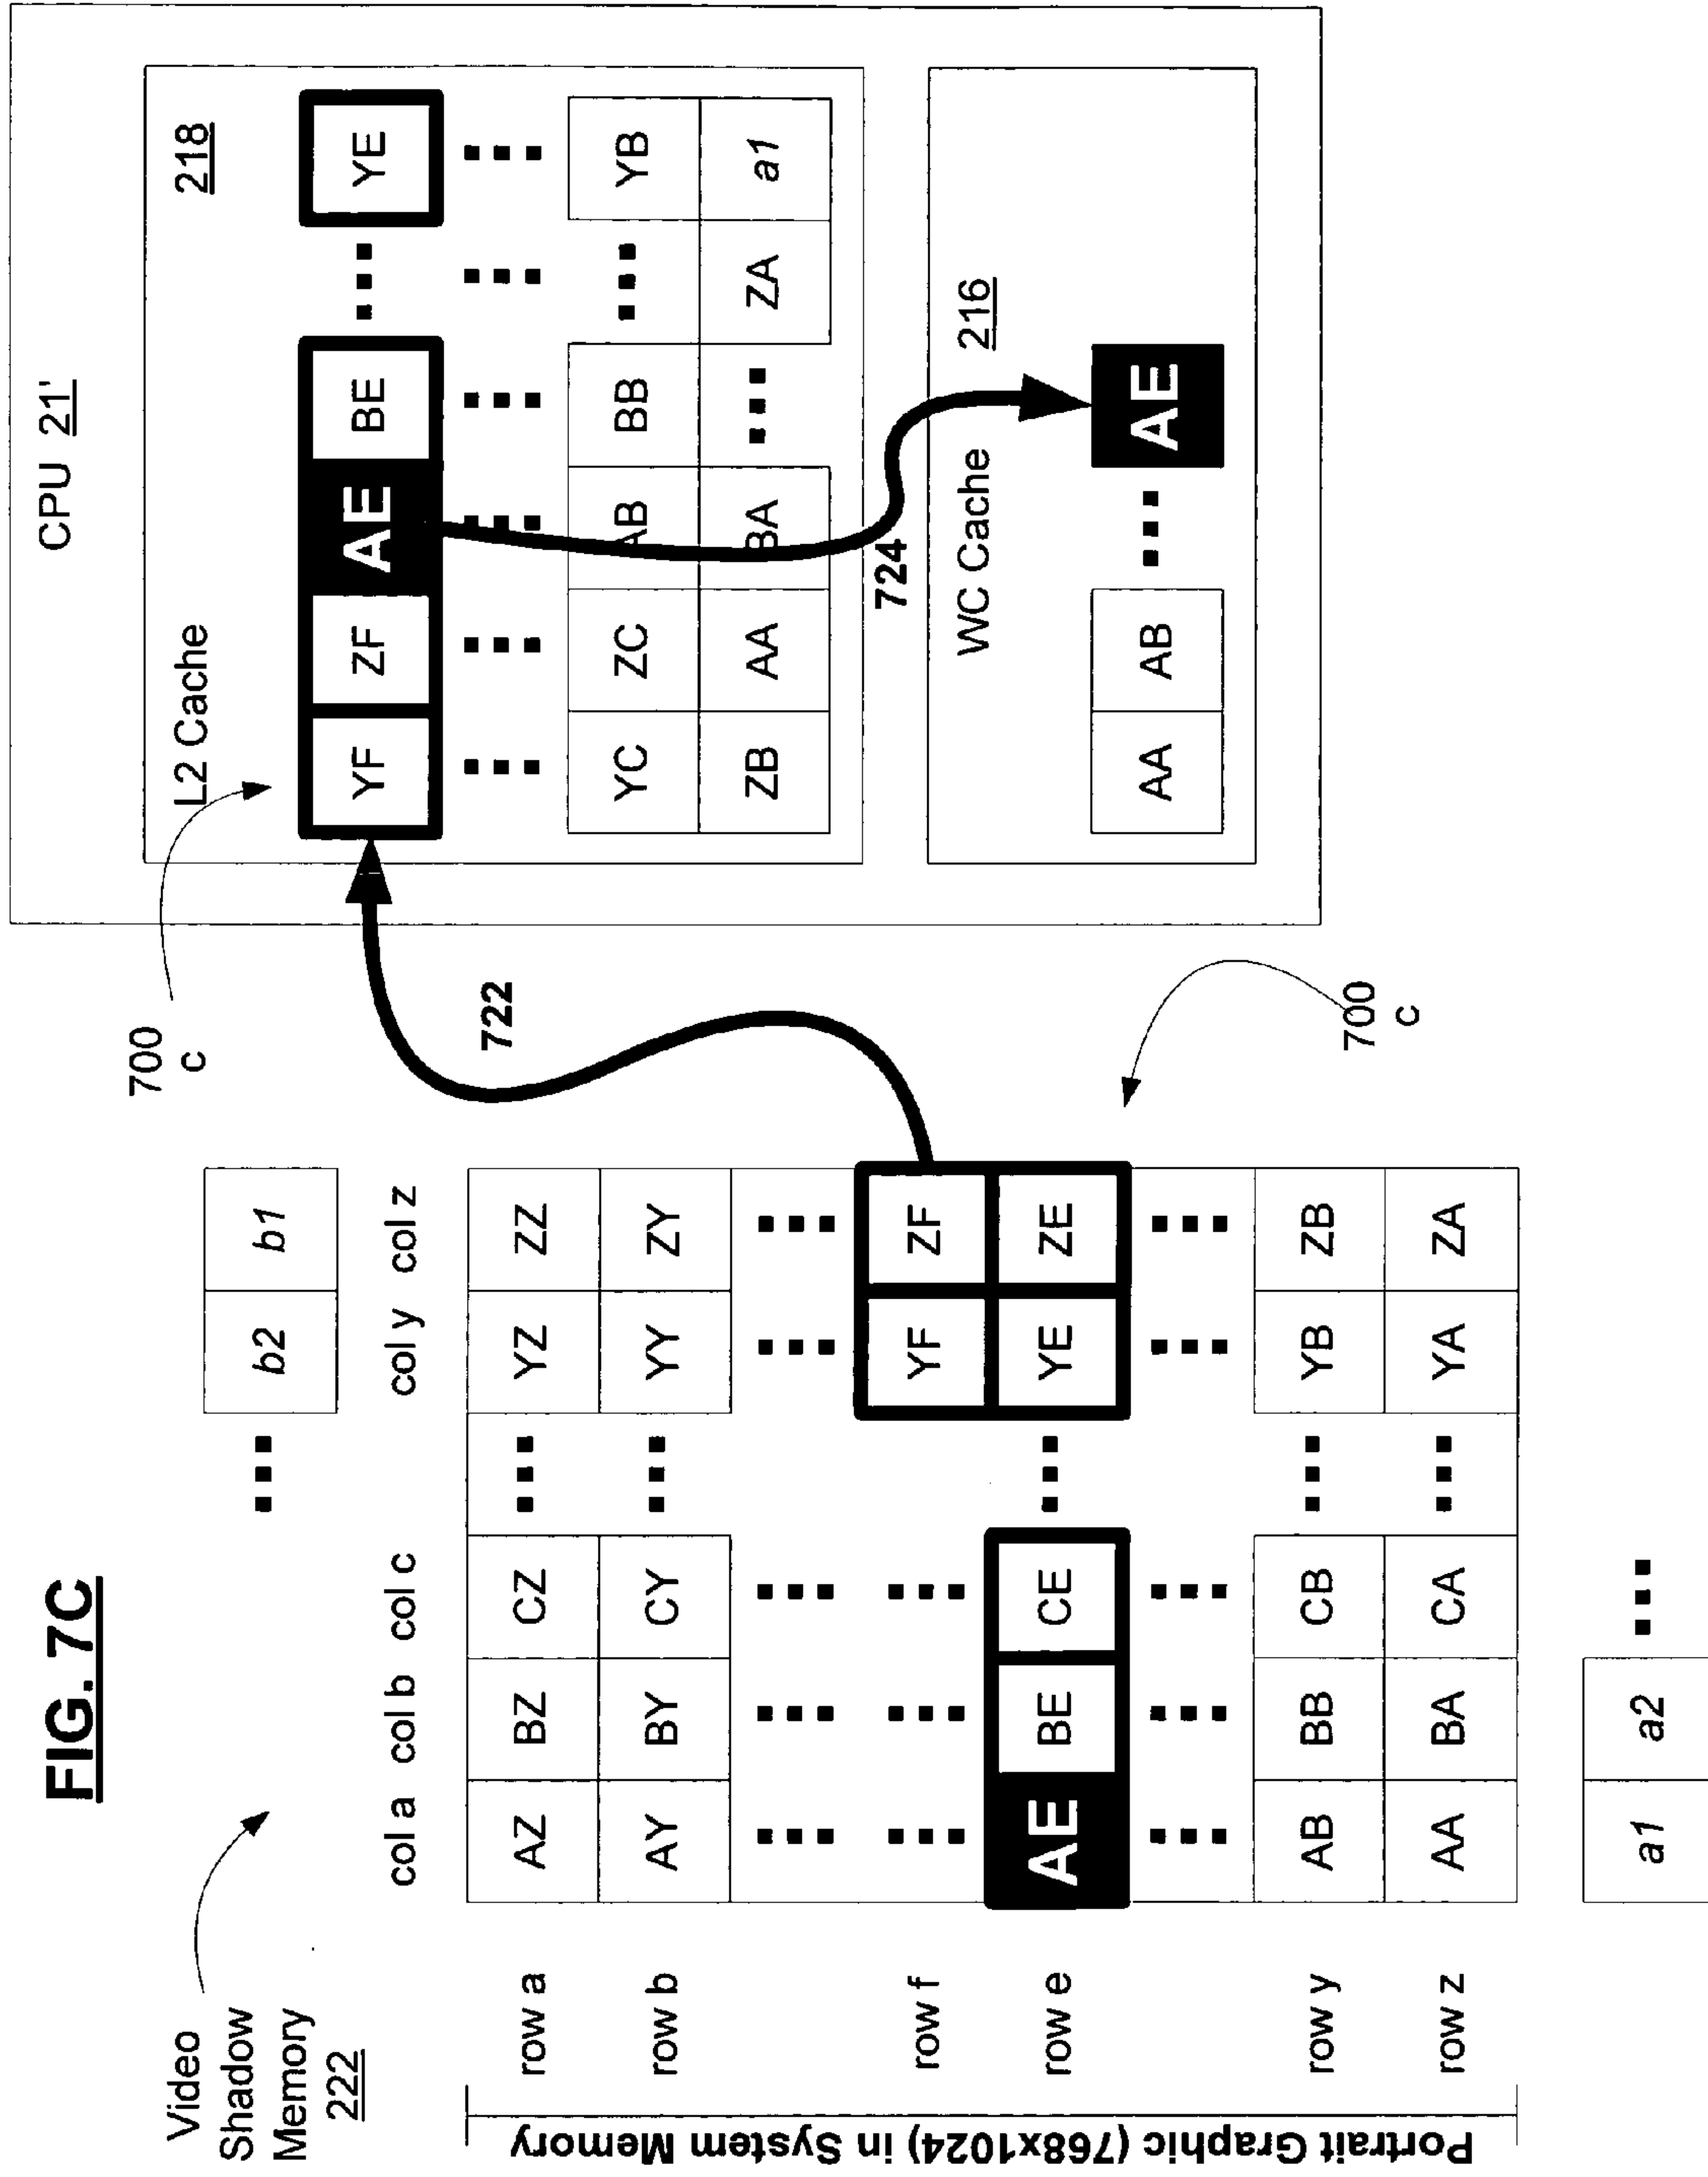 FIG. 7C
Video
Shadow
Memory
222
... b2 b1
col a col b col c col y col z
row a AZ BZ CZ ... YZ ZZ
row b AY BY CY ... YY ZY
row f YF ZF
row e AE BE CE ... YE ZE
row y AB BB CB ... YB ZB
row z AA BA CA ... YA ZA
a1 a2 ...
Portrait Graphic (768x1024) in System Memory
700
c
722
700
c
CPU 21'
L2 Cache 218
YF ZF AE BE ... YE
YC ZC AB BB ... YB
ZB AA BA ... ZA a1
724
WC Cache 216
AA AB ... AE